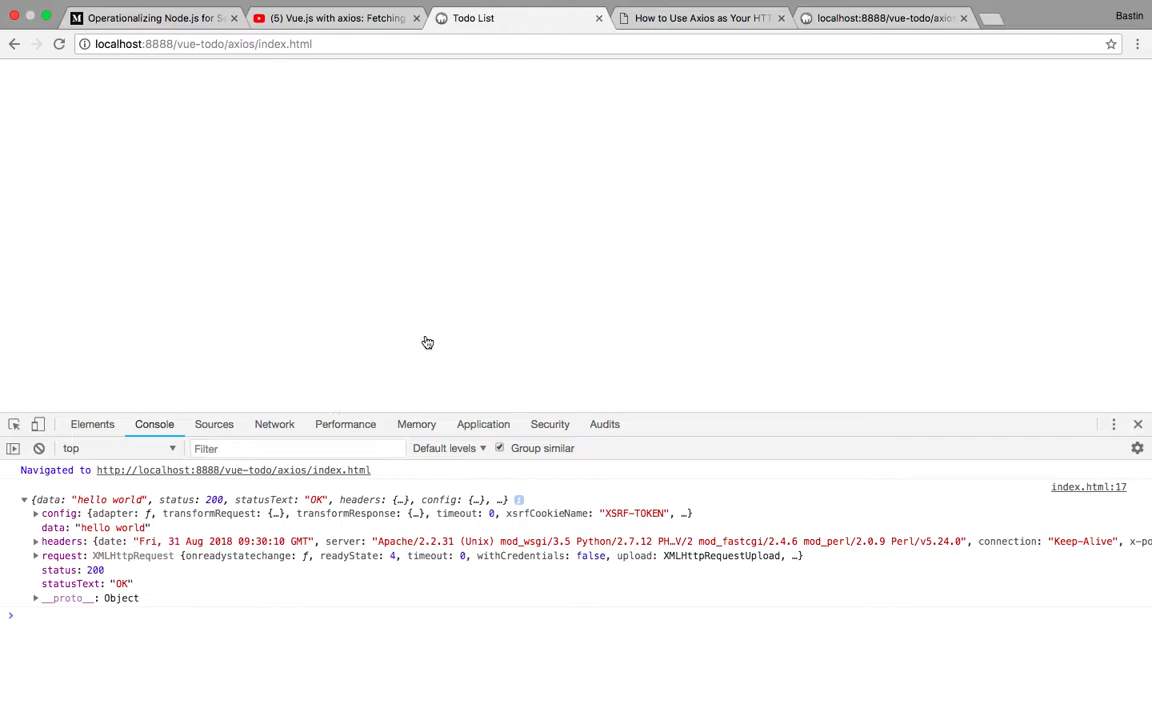 Operationalizing Node.js for Se
(5) Vue.js with axios: Fetching
Todo List
How to Use Axios as Your HTT
localhost:8888/vue-todo/axios
Bastin
localhost:8888/vue-todo/axios/index.html
Elements Console Sources Network Performance Memory Application Security Audits
top Filter Default levels Group similar
Navigated to http://localhost:8888/vue-todo/axios/index.html
index.html:17
{data: "hello world", status: 200, statusText: "OK", headers: {…}, config: {…}, …}
config: {adapter: ƒ, transformRequest: {…}, transformResponse: {…}, timeout: 0, xsrfCookieName: "XSRF-TOKEN", …}
data: "hello world"
headers: {date: "Fri, 31 Aug 2018 09:30:10 GMT", server: "Apache/2.2.31 (Unix) mod_wsgi/3.5 Python/2.7.12 PH…V/2 mod_fastcgi/2.4.6 mod_perl/2.0.9 Perl/v5.24.0", connection: "Keep-Alive", x-po
request: XMLHttpRequest {onreadystatechange: ƒ, readyState: 4, timeout: 0, withCredentials: false, upload: XMLHttpRequestUpload, …}
status: 200
statusText: "OK"
__proto__: Object